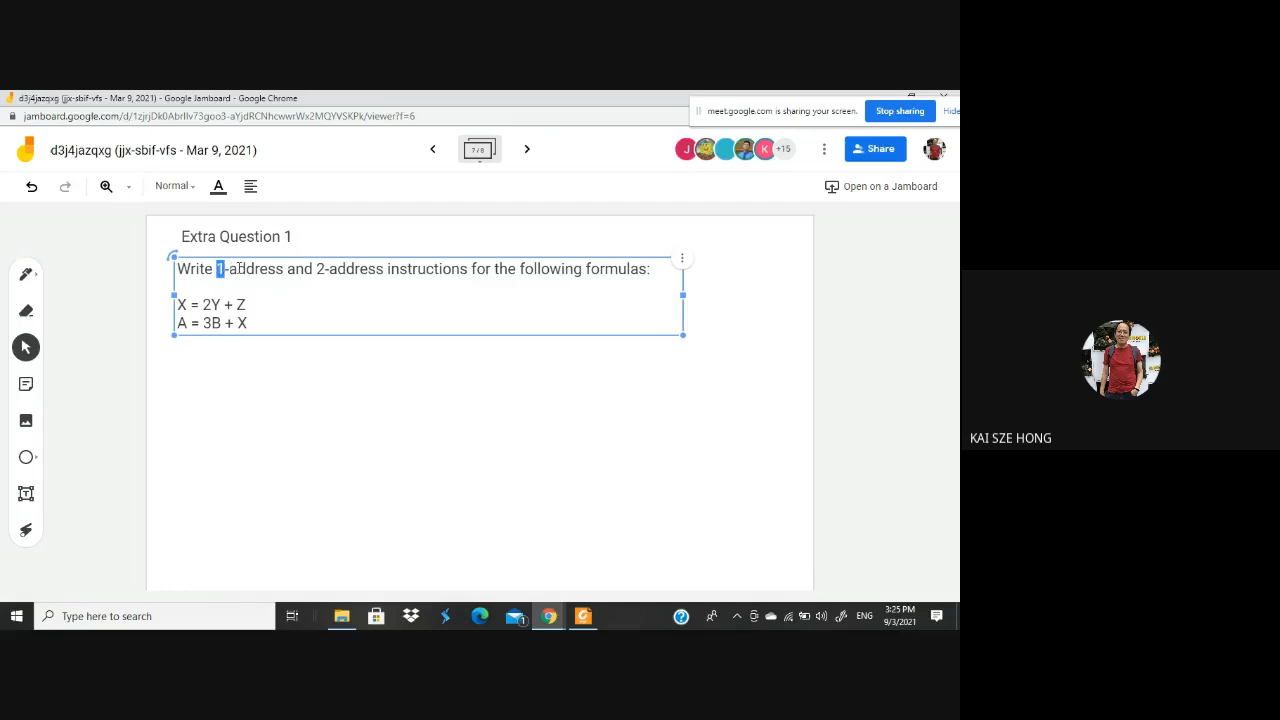 d3j4jazqxg (jjx-sbif-vfs - Mar 9, 2021) - Google Jamboard - Google Chrome
meet.google.com is sharing your screen.
Stop sharing
Hide
d3j4jazqxg (jjx-sbif-vfs - Mar 9, 2021)
7/8
J
K
+15
Share
Normal
A
Open on a Jamboard
Extra Question 1
Write 1-address and 2-address instructions for the following formulas:
X = 2Y + Z
A = 3B + X
KAI SZE HONG
Type here to search
1
ENG
3:25 PM
9/3/2021